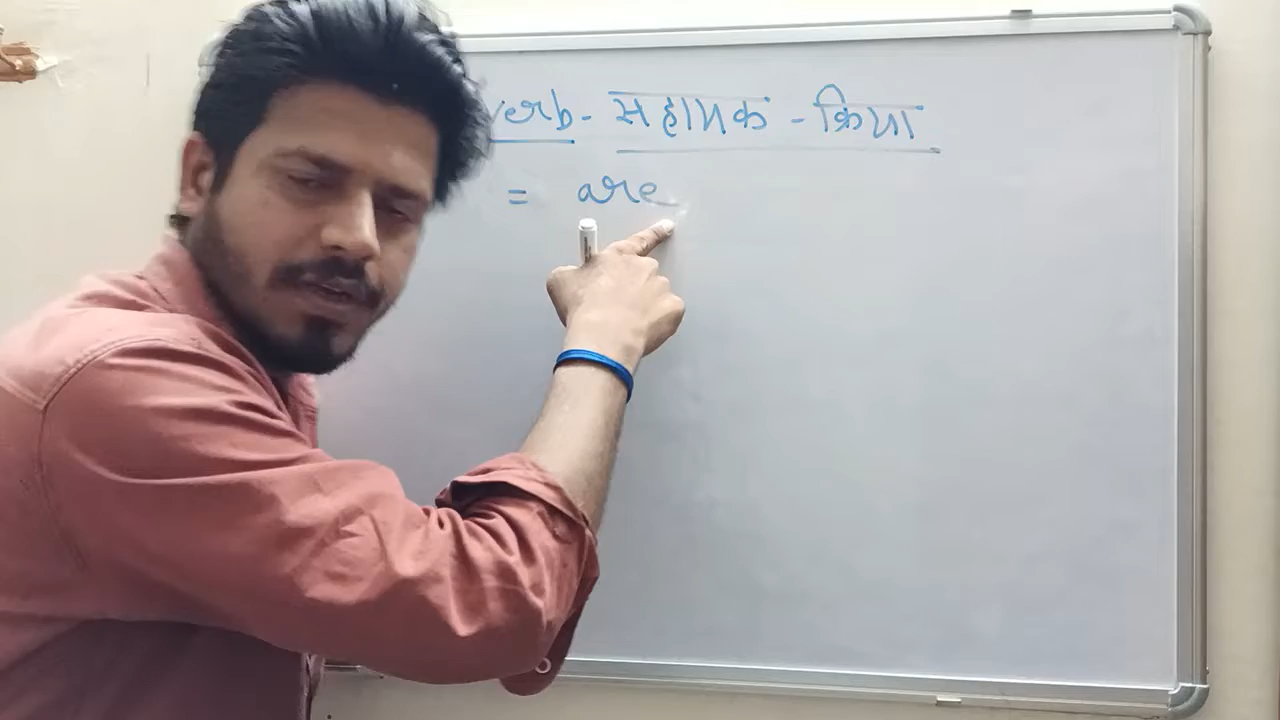 verb - सहायक - क्रिया
= are